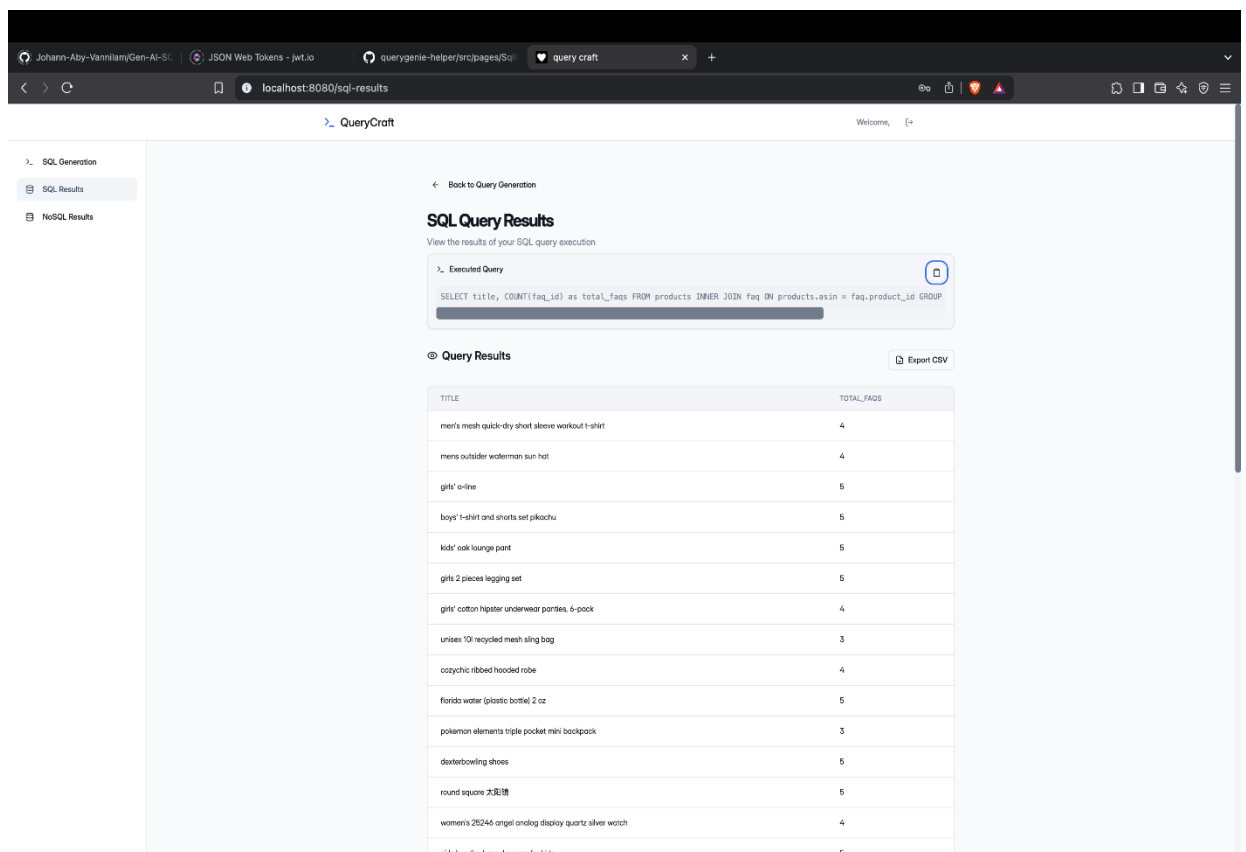 Johann-Aby-Vannilam/Gen-AI-SQ
JSON Web Tokens - jwt.io
querygenie-helper/src/pages/Sql
query craft
localhost:8080/sql-results
>_ QueryCraft
Welcome,
>_ SQL Generation
SQL Results
NoSQL Results
← Back to Query Generation
SQL Query Results
View the results of your SQL query execution
>_ Executed Query
SELECT title, COUNT(faq_id) as total_faqs FROM products INNER JOIN faq ON products.asin = faq.product_id GROUP
Query Results
Export CSV
TITLE TOTAL_FAQS
men's mesh quick-dry short sleeve workout t-shirt 4
mens outsider waterman sun hat 4
girls' a-line 5
boys' t-shirt and shorts set pikachu 5
kids' oak lounge pant 5
girls 2 pieces legging set 5
girls' cotton hipster underwear panties, 6-pack 4
unisex 10l recycled mesh sling bag 3
cozychic ribbed hooded robe 4
florida water (plastic bottle) 2 oz 5
pokemon elements triple pocket mini backpack 3
dexterbowling shoes 5
round square 太阳镜 5
women's 25246 angel analog display quartz silver watch 4